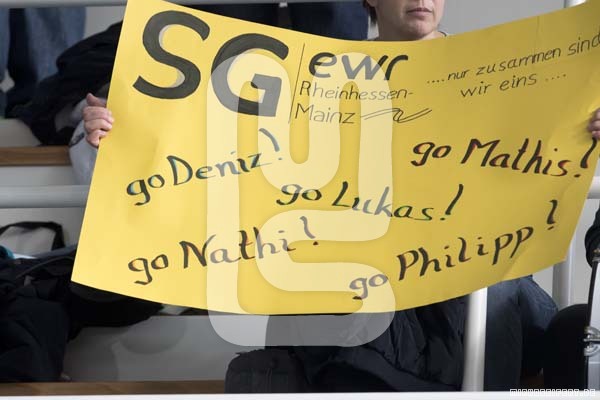 SG
ewr
Rheinhessen-
Mainz
....nur zusammen sind
wir eins ....
go Deniz!
go Mathis!
go Lukas!
go Nathi!
go Philipp!